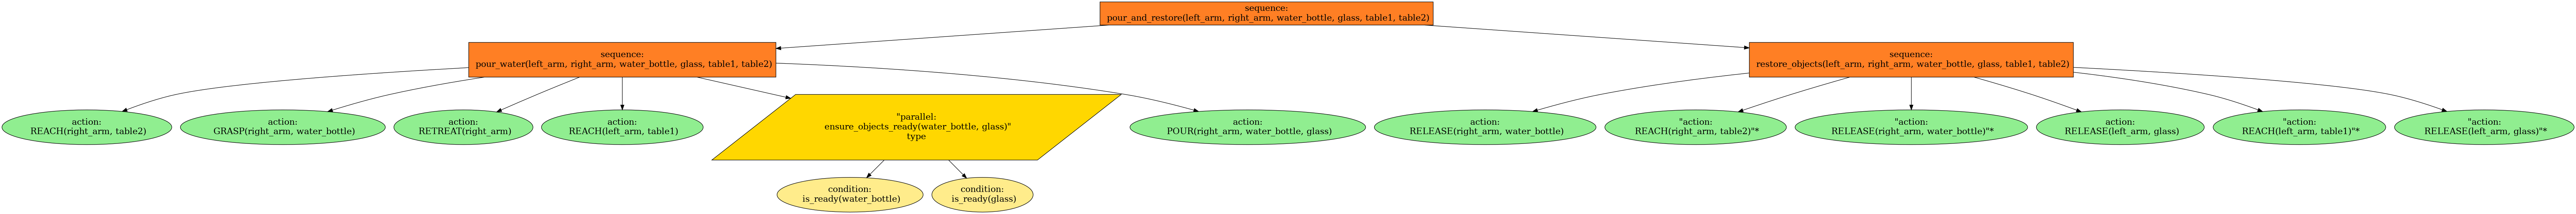 sequence:
pour_and_restore(left_arm, right_arm, water_bottle, glass, table1, table2)
sequence:
pour_water(left_arm, right_arm, water_bottle, glass, table1, table2)
sequence:
restore_objects(left_arm, right_arm, water_bottle, glass, table1, table2)
action:
REACH(right_arm, table2)
action:
GRASP(right_arm, water_bottle)
action:
RETREAT(right_arm)
action:
REACH(left_arm, table1)
"parallel:
ensure_objects_ready(water_bottle, glass)"
type
action:
POUR(right_arm, water_bottle, glass)
action:
RELEASE(right_arm, water_bottle)
"action:
REACH(right_arm, table2)"*
"action:
RELEASE(right_arm, water_bottle)"*
action:
RELEASE(left_arm, glass)
"action:
REACH(left_arm, table1)"*
"action:
RELEASE(left_arm, glass)"*
condition:
is_ready(water_bottle)
condition:
is_ready(glass)